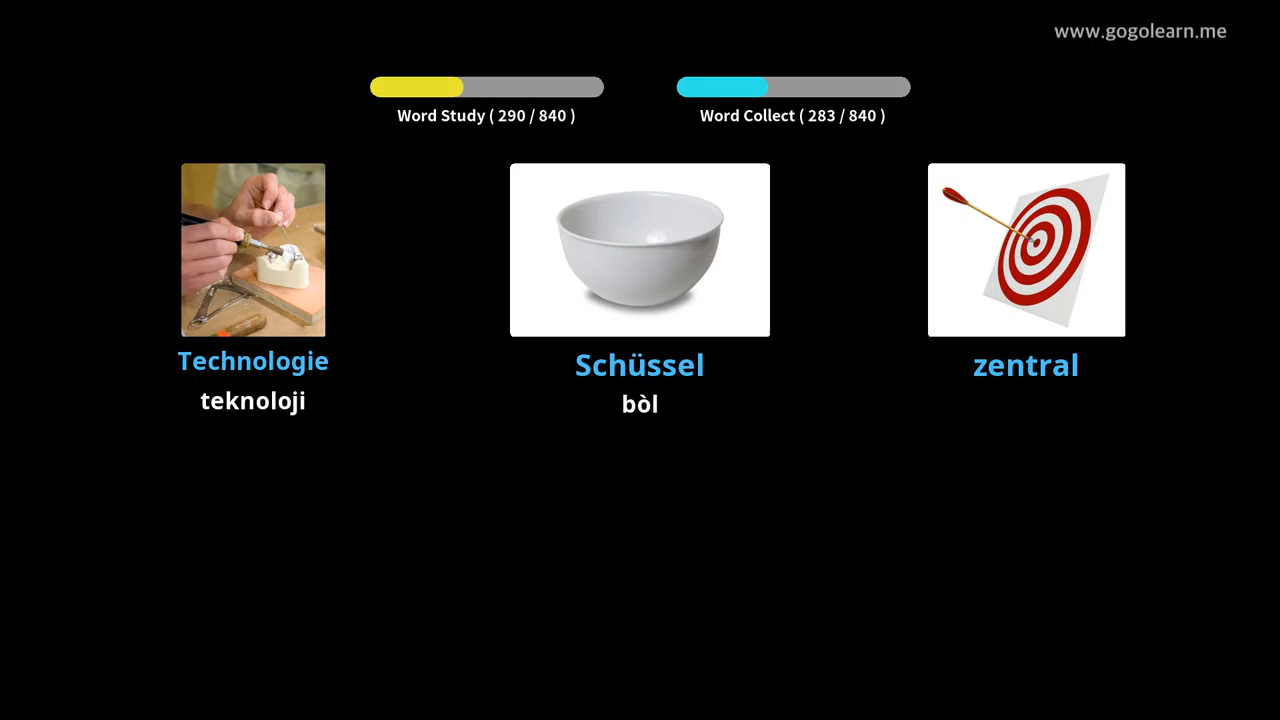 www.gogolearn.me
Word Study ( 290 / 840 )
Word Collect ( 283 / 840 )
Technologie
teknoloji
Schüssel
bòl
zentral